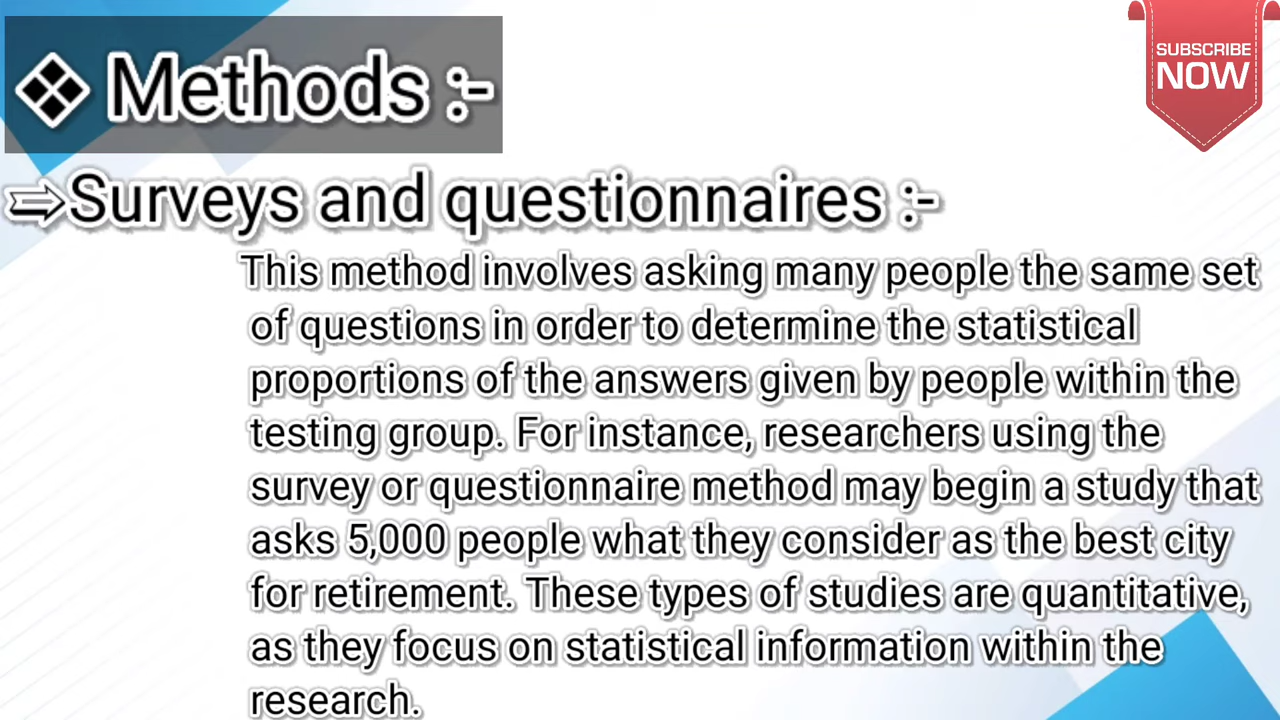 ❖ Methods :-
SUBSCRIBE
NOW
⇨Surveys and questionnaires :-
This method involves asking many people the same set
of questions in order to determine the statistical
proportions of the answers given by people within the
testing group. For instance, researchers using the
survey or questionnaire method may begin a study that
asks 5,000 people what they consider as the best city
for retirement. These types of studies are quantitative,
as they focus on statistical information within the
research.